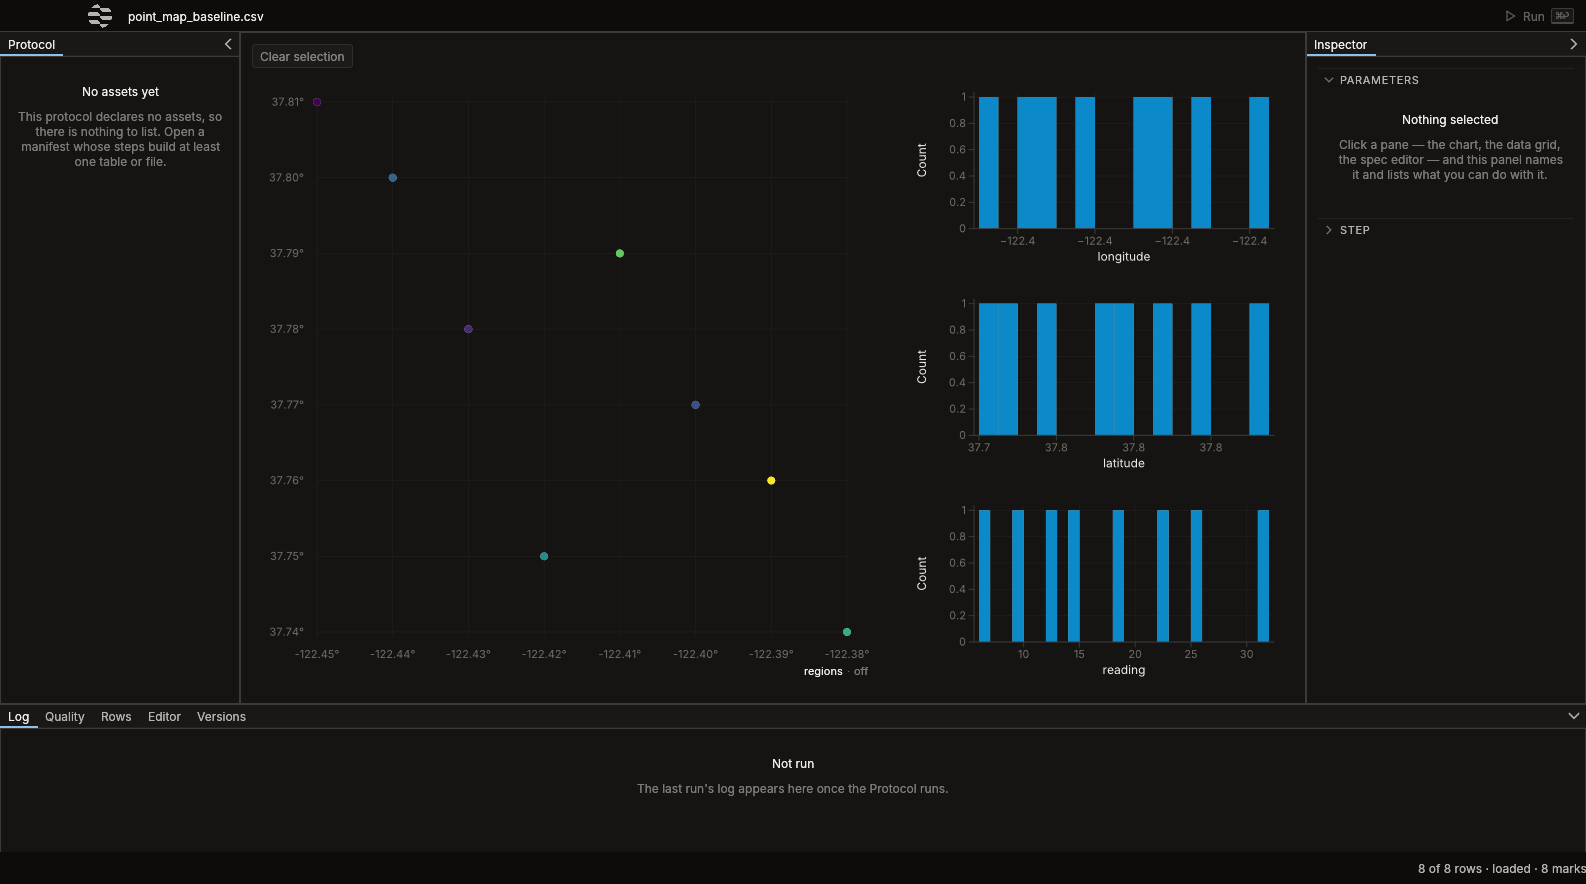 point_map_baseline.csv
Run
Protocol
No assets yet
This protocol declares no assets, so
there is nothing to list. Open a
manifest whose steps build at least
one table or file.
Clear selection
37.81°
37.80°
37.79°
37.78°
37.77°
37.76°
37.75°
37.74°
-122.45° -122.44° -122.43° -122.42° -122.41° -122.40° -122.39° -122.38°
regions · off
Count
1
0.8
0.6
0.4
0.2
0
−122.4 −122.4 −122.4 −122.4
longitude
Count
1
0.8
0.6
0.4
0.2
0
37.7 37.8 37.8 37.8
latitude
Count
1
0.8
0.6
0.4
0.2
0
10 15 20 25 30
reading
Inspector
PARAMETERS
Nothing selected
Click a pane — the chart, the data grid,
the spec editor — and this panel names
it and lists what you can do with it.
STEP
Log Quality Rows Editor Versions
Not run
The last run's log appears here once the Protocol runs.
8 of 8 rows · loaded · 8 marks